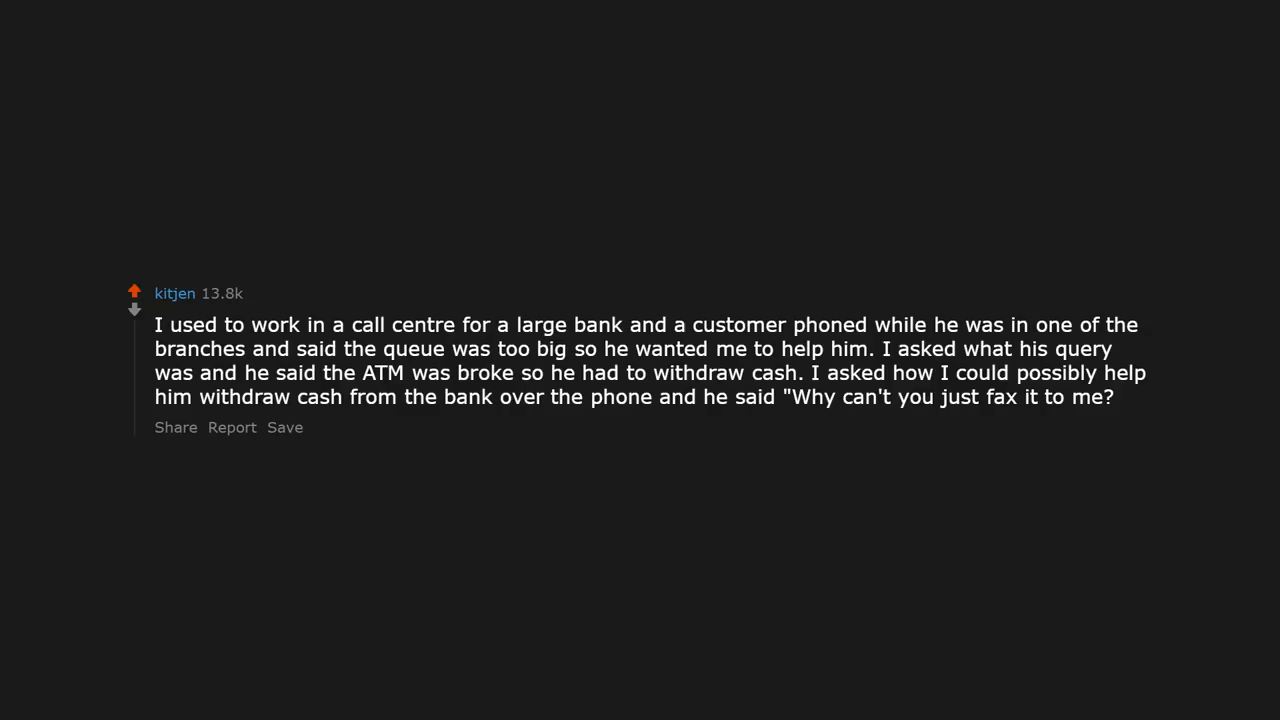 kitjen 13.8k
I used to work in a call centre for a large bank and a customer phoned while he was in one of the
branches and said the queue was too big so he wanted me to help him. I asked what his query
was and he said the ATM was broke so he had to withdraw cash. I asked how I could possibly help
him withdraw cash from the bank over the phone and he said "Why can't you just fax it to me?
Share Report Save